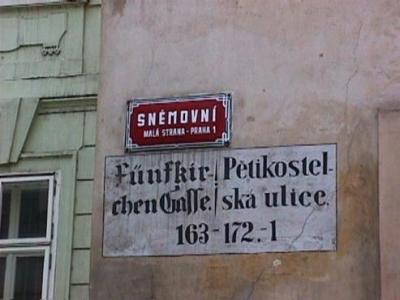 SNĚMOVNÍ
MALÁ STRANA - PRAHA 1
Fünfkir- Pětikostel-
chen Gasse. ská ulice.
163-172.-1